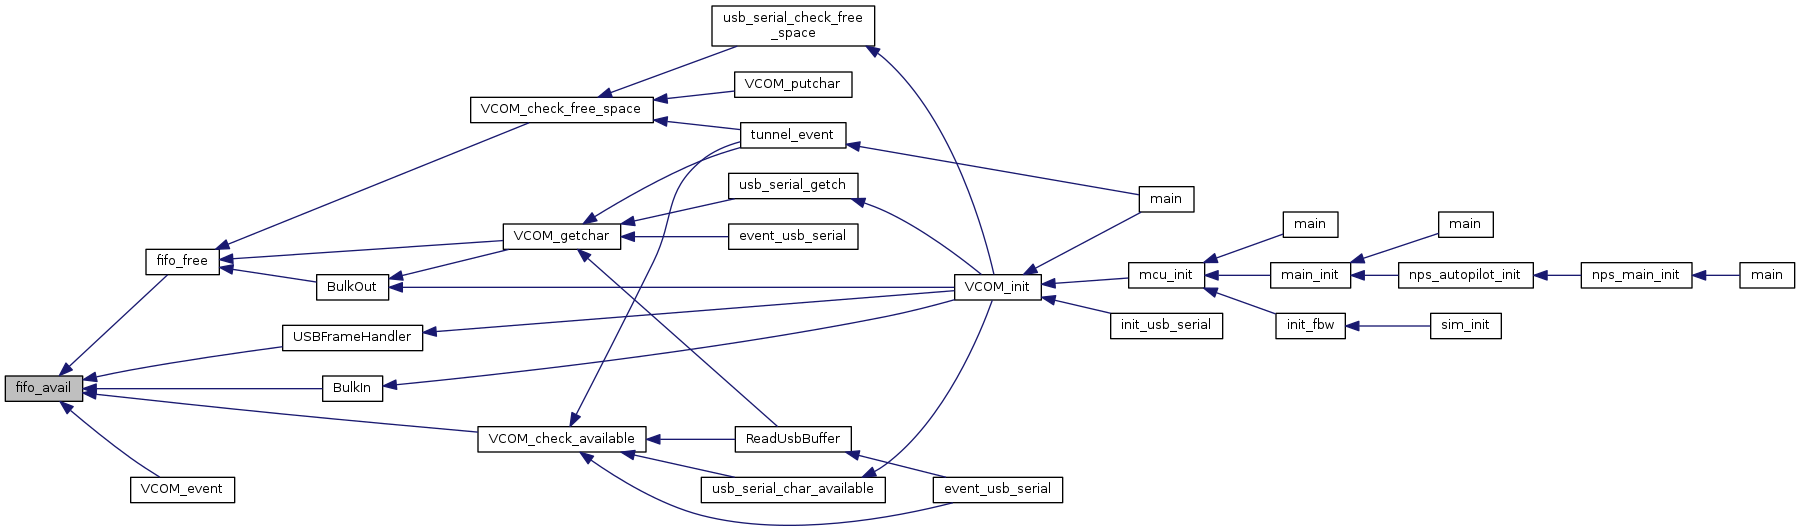 usb_serial_check_free
_space
VCOM_putchar
VCOM_check_free_space
tunnel_event
usb_serial_getch
main
main
main
VCOM_getchar
event_usb_serial
fifo_free
BulkOut
VCOM_init
mcu_init
main_init
nps_autopilot_init
nps_main_init
main
USBFrameHandler
init_usb_serial
init_fbw
sim_init
fifo_avail
BulkIn
VCOM_check_available
ReadUsbBuffer
VCOM_event
usb_serial_char_available
event_usb_serial